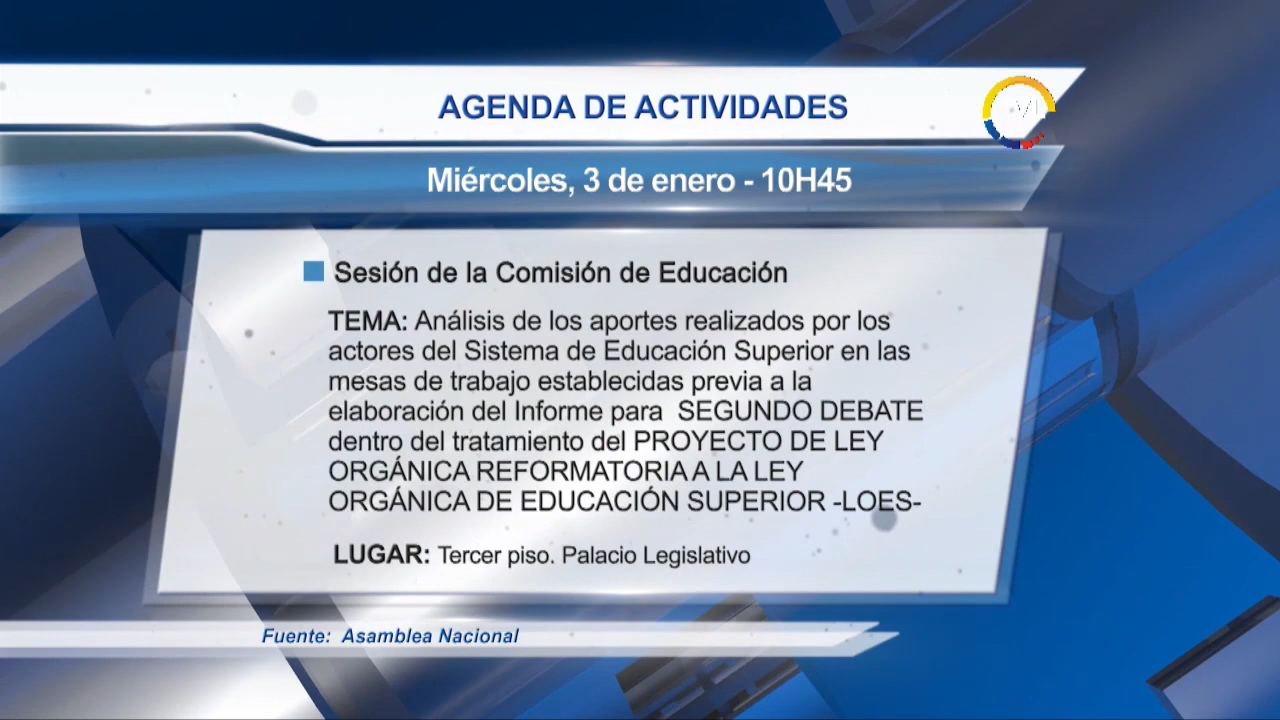 AGENDA DE ACTIVIDADES
Miércoles, 3 de enero - 10H45
Sesión de la Comisión de Educación
TEMA: Análisis de los aportes realizados por los
actores del Sistema de Educación Superior en las
mesas de trabajo establecidas previa a la
elaboración del Informe para SEGUNDO DEBATE
dentro del tratamiento del PROYECTO DE LEY
ORGÁNICA REFORMATORIA A LA LEY
ORGÁNICA DE EDUCACIÓN SUPERIOR -LOES-
LUGAR: Tercer piso. Palacio Legislativo
Fuente: Asamblea Nacional